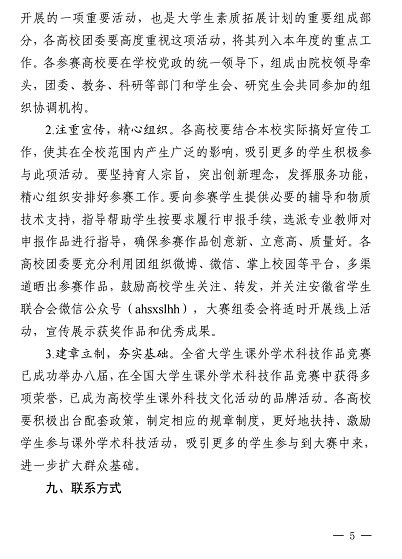 开展的一项重要活动，也是大学生素质拓展计划的重要组成部
分，各高校团委要高度重视这项活动，将其列入本年度的重点工
作。各参赛高校要在学校党政的统一领导下，组成由院校领导牵
头，团委、教务、科研等部门和学生会、研究生会共同参加的组
织协调机构。
2.注重宣传，精心组织。各高校要结合本校实际搞好宣传工
作，使其在全校范围内产生广泛的影响，吸引更多的学生积极参
与此项活动。要坚持育人宗旨，突出创新理念，发挥服务功能，
精心组织安排好参赛工作。要向参赛学生提供必要的辅导和物质
技术支持，指导帮助学生按要求履行申报手续，选派专业教师对
申报作品进行指导，确保参赛作品创意新、立意高、质量好。各
高校团委要充分利用团组织微博、微信、掌上校园等平台，多渠
道晒出参赛作品，鼓励高校学生关注、转发，并关注安徽省学生
联合会微信公众号（ahsxslhh），大赛组委会将适时开展线上活
动，宣传展示获奖作品和优秀成果。
3.建章立制，夯实基础。全省大学生课外学术科技作品竞赛
已成功举办八届，在全国大学生课外学术科技作品竞赛中获得多
项荣誉，已成为高校学生课外科技文化活动的品牌活动。各高校
要积极出台配套政策，制定相应的规章制度，更好地扶持、激励
学生参与课外学术科技活动，吸引更多的学生参与到大赛中来，
进一步扩大群众基础。
九、联系方式
— 5 —